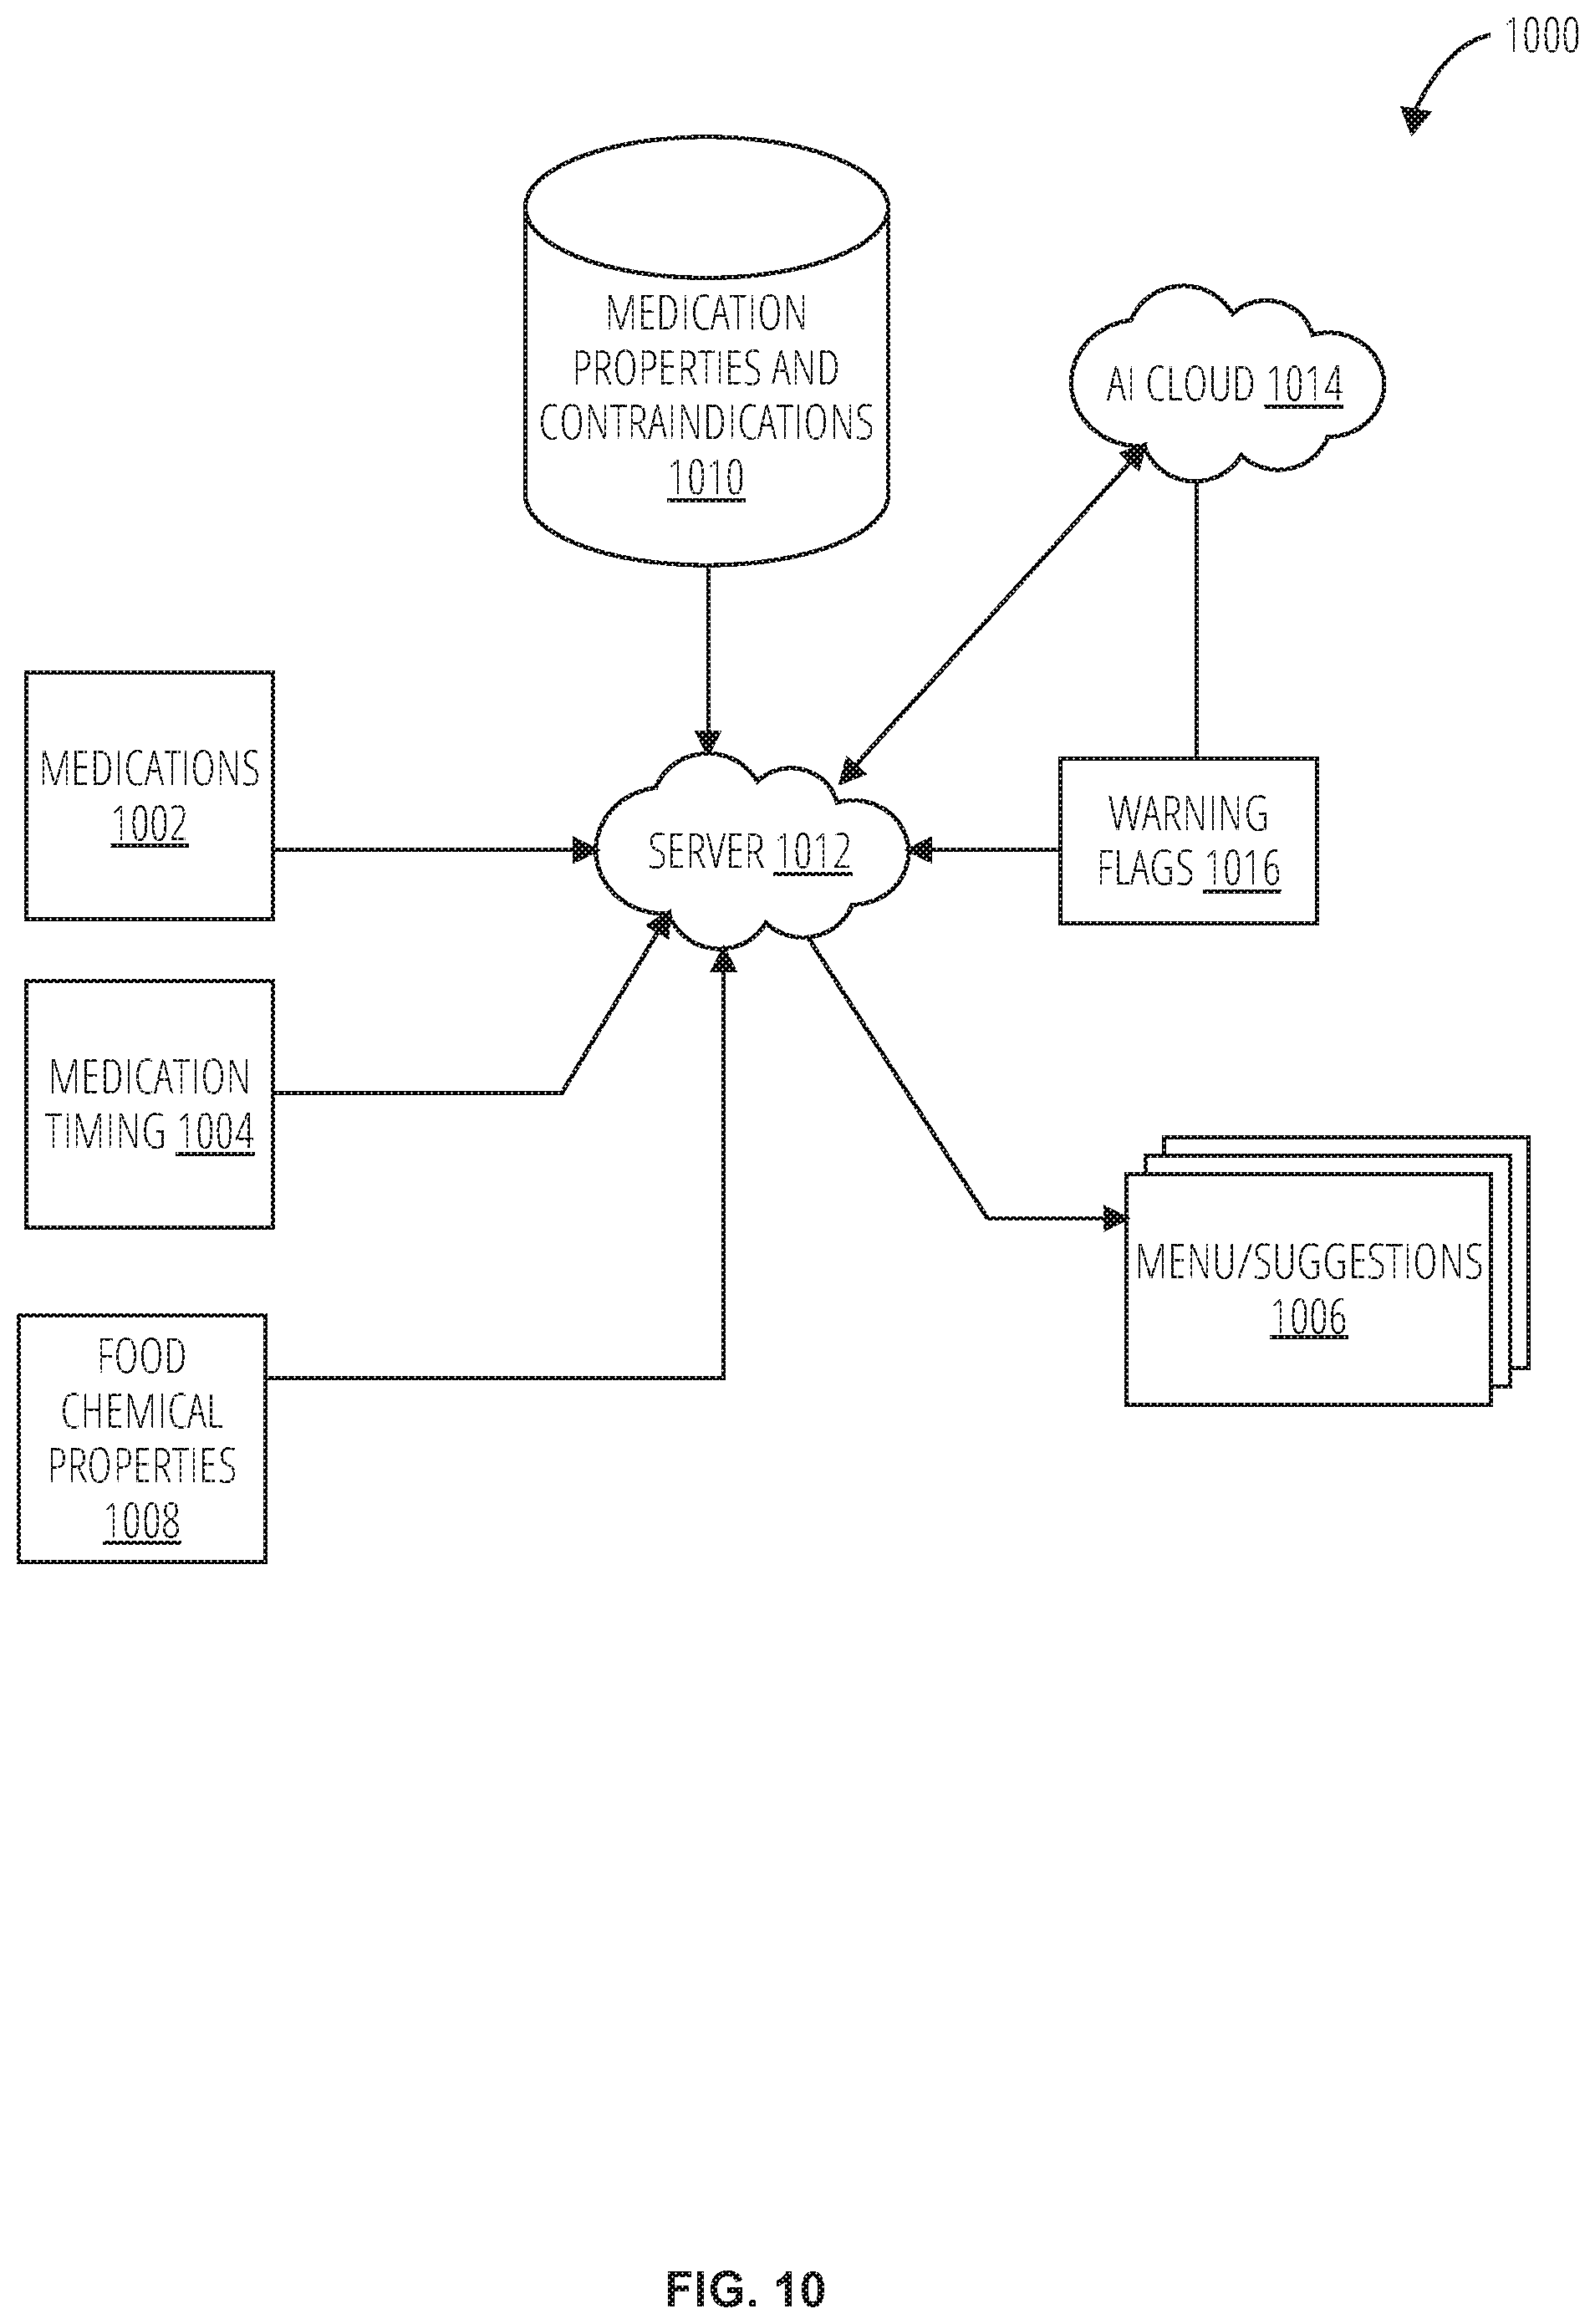 1000
MEDICATION
PROPERTIES AND
CONTRAINDICATIONS
1010
AI CLOUD 1014
MEDICATIONS
1002
SERVER 1012
WARNING
FLAGS 1016
MEDICATION
TIMING 1004
MENU/SUGGESTIONS
1006
FOOD
CHEMICAL
PROPERTIES
1008
FIG. 10